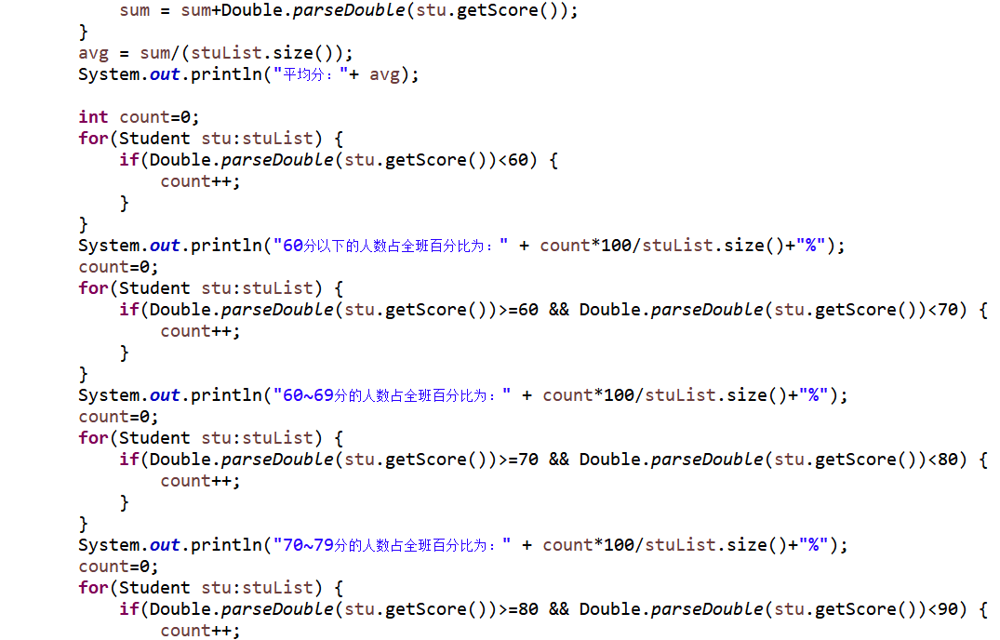 sum = sum+Double.parseDouble(stu.getScore());
}
avg = sum/(stuList.size());
System.out.println("平均分："+ avg);
int count=0;
for(Student stu:stuList) {
if(Double.parseDouble(stu.getScore())<60) {
count++;
}
}
System.out.println("60分以下的人数占全班百分比为：" + count*100/stuList.size()+"%");
count=0;
for(Student stu:stuList) {
if(Double.parseDouble(stu.getScore())>=60 && Double.parseDouble(stu.getScore())<70) {
count++;
}
}
System.out.println("60~69分的人数占全班百分比为：" + count*100/stuList.size()+"%");
count=0;
for(Student stu:stuList) {
if(Double.parseDouble(stu.getScore())>=70 && Double.parseDouble(stu.getScore())<80) {
count++;
}
}
System.out.println("70~79分的人数占全班百分比为：" + count*100/stuList.size()+"%");
count=0;
for(Student stu:stuList) {
if(Double.parseDouble(stu.getScore())>=80 && Double.parseDouble(stu.getScore())<90) {
count++;